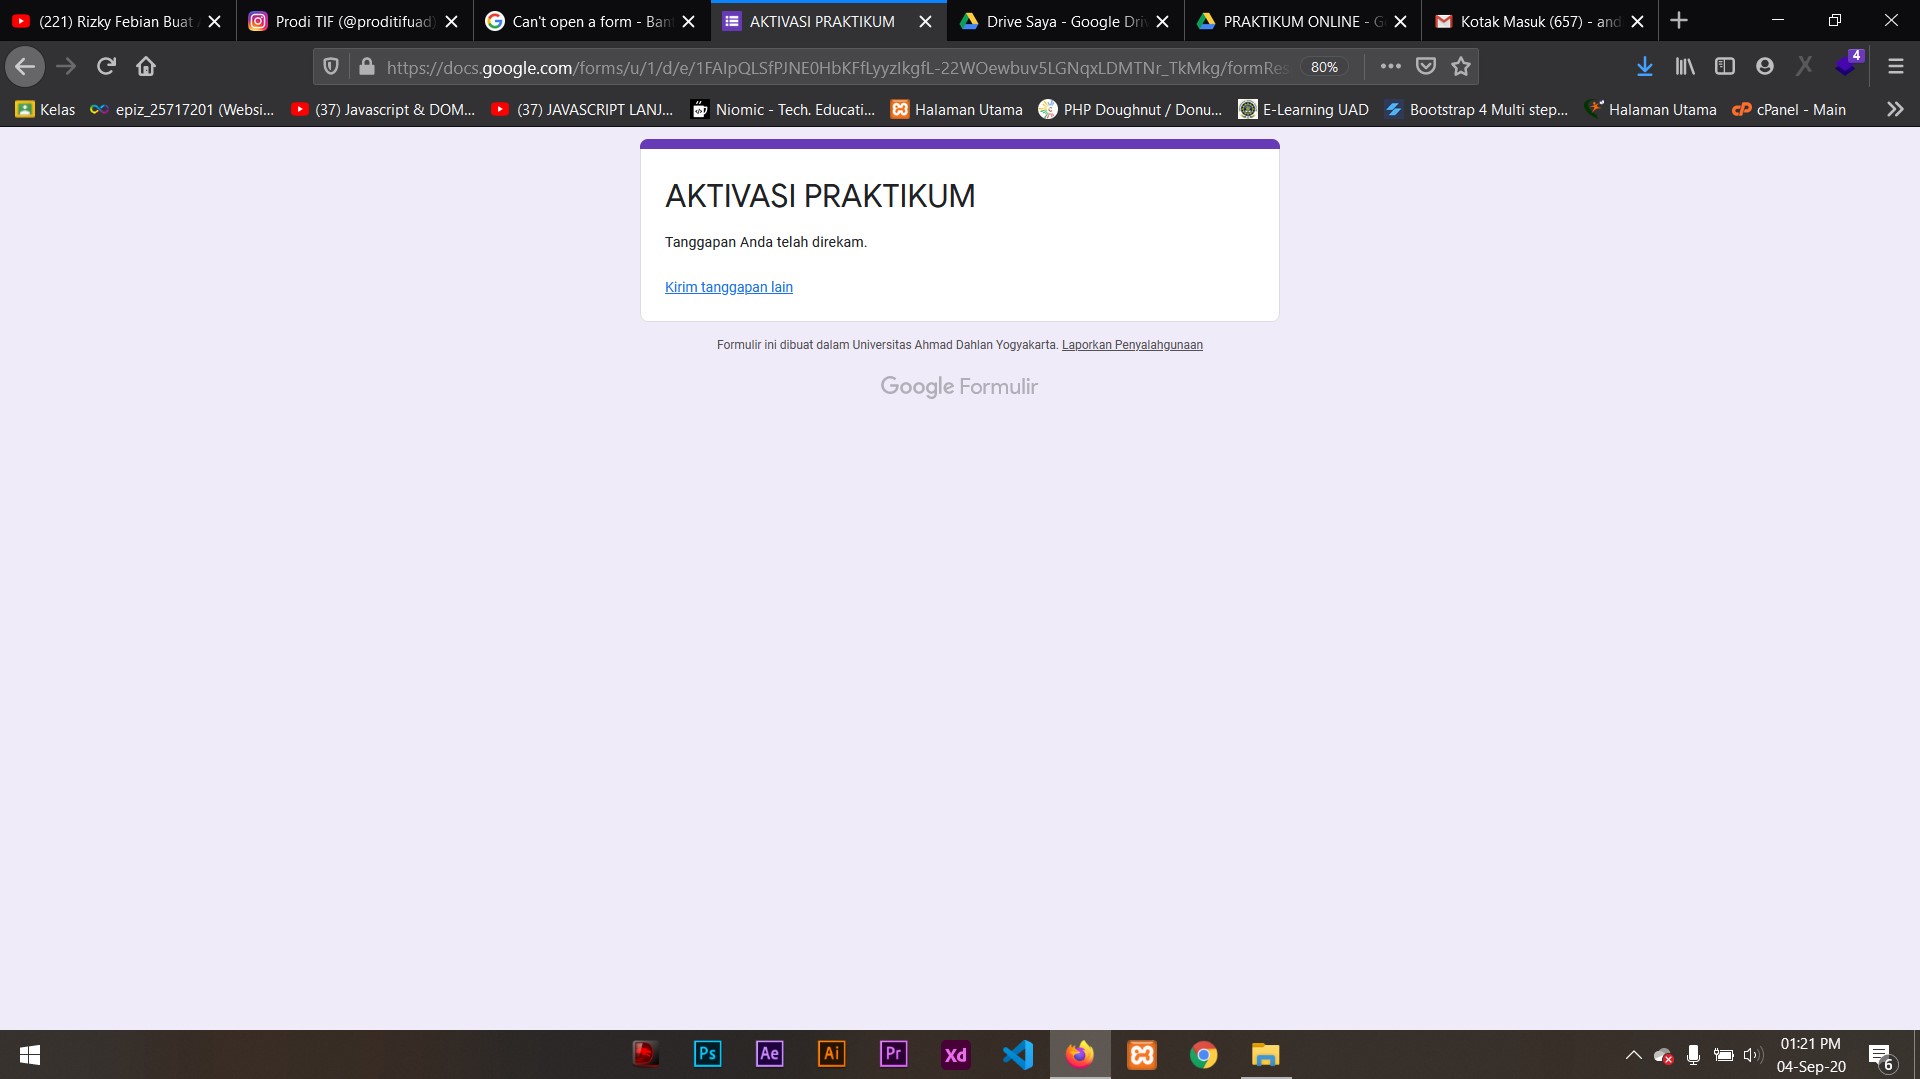 (221) Rizky Febian Buat
Prodi TIF (@proditifuad)
Can't open a form - Ban
AKTIVASI PRAKTIKUM
Drive Saya - Google Dri
PRAKTIKUM ONLINE - G
Kotak Masuk (657) - and
https://docs.google.com/forms/u/1/d/e/1FAIpQLSfPJNE0HbKFfLyyzIkgfL-22WOewbuv5LGNqxLDMTNr_TkMkg/formRes
80%
4
Kelas
epiz_25717201 (Websi...
(37) Javascript & DOM...
(37) JAVASCRIPT LANJ...
Niomic - Tech. Educati...
Halaman Utama
PHP Doughnut / Donu...
E-Learning UAD
Bootstrap 4 Multi step...
Halaman Utama
cPanel - Main
AKTIVASI PRAKTIKUM
Tanggapan Anda telah direkam.
Kirim tanggapan lain
Formulir ini dibuat dalam Universitas Ahmad Dahlan Yogyakarta. Laporkan Penyalahgunaan
Google Formulir
Ps
Ae
Ai
Pr
Xd
01:21 PM
04-Sep-20
6